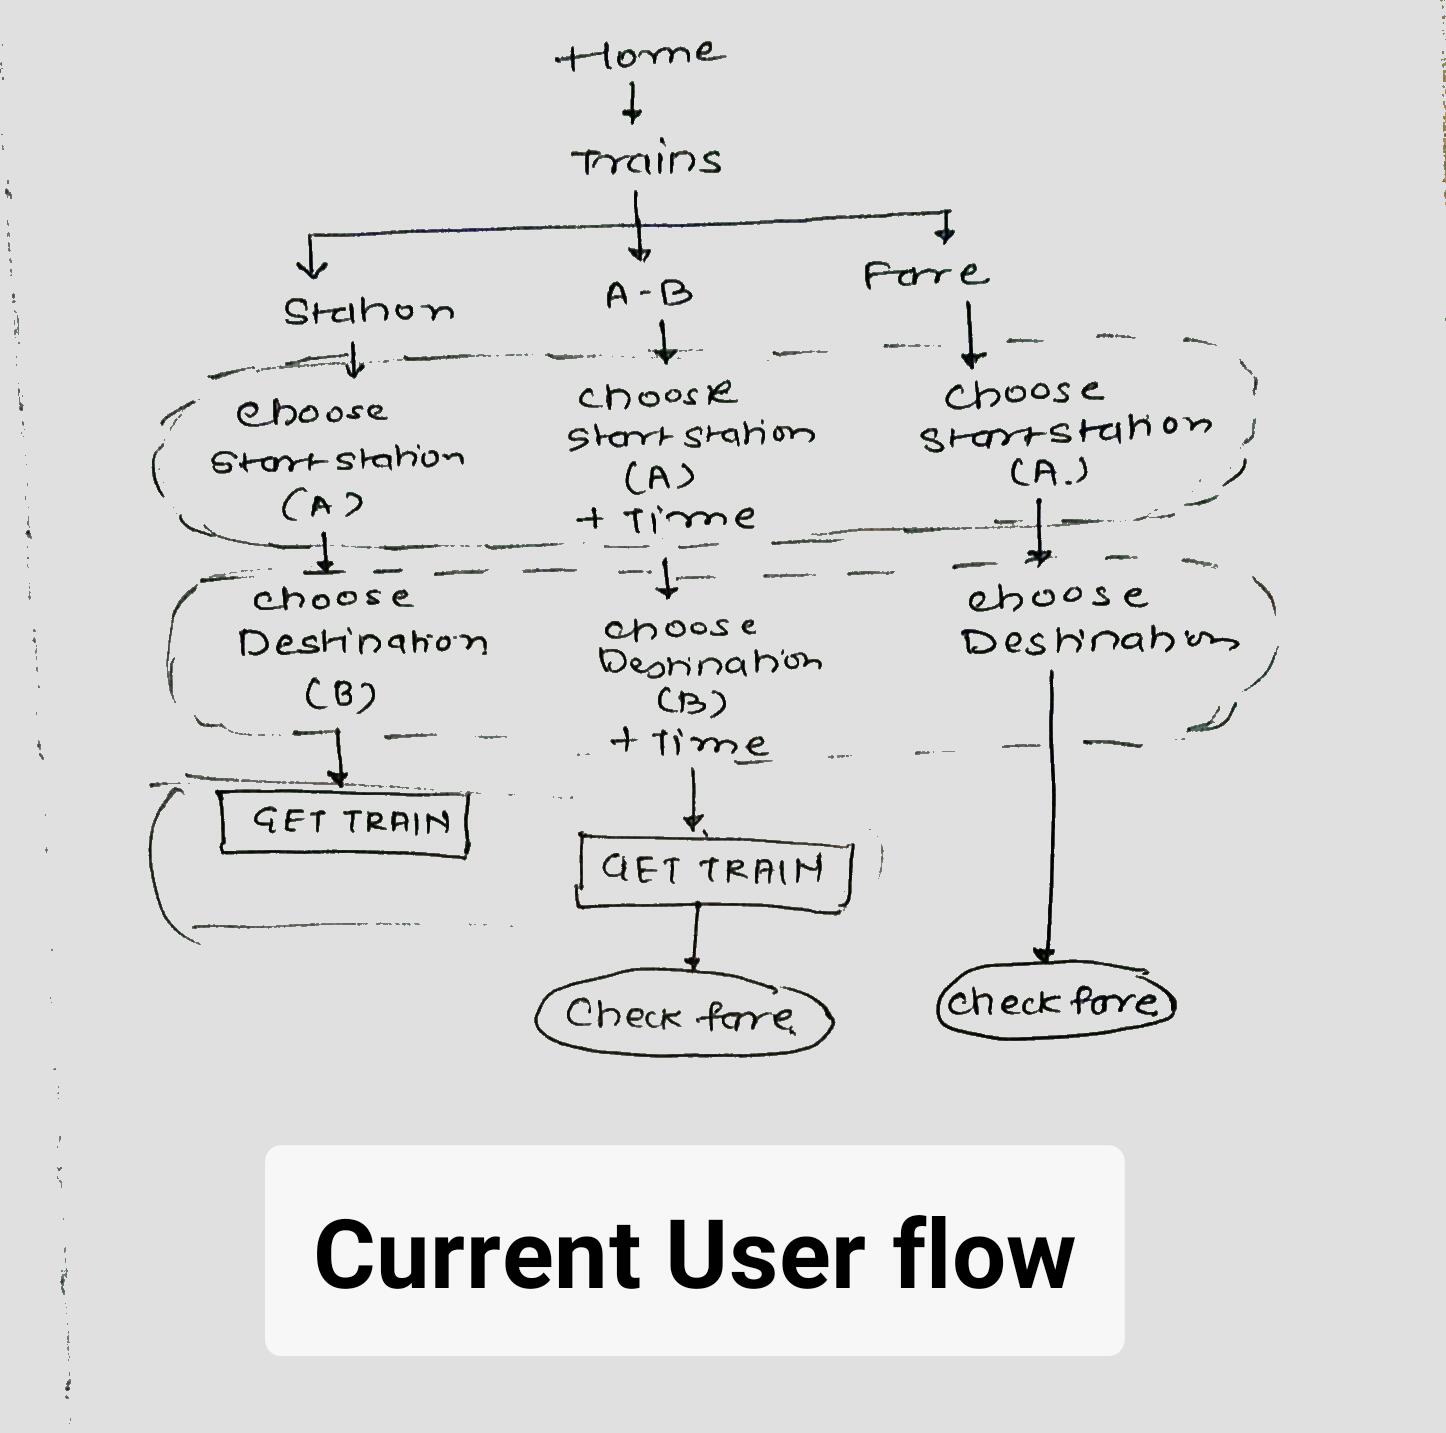 Home
Trains
Station
A-B
Fare
Choose
Start station
(A)
Choose
Start station
(A)
+ Time
Choose
Start station
(A.)
Choose
Destination
(B)
Choose
Destination
(B)
+ Time
Choose
Destination
GET TRAIN
GET TRAIN
Check fare
Check fare
Current User flow